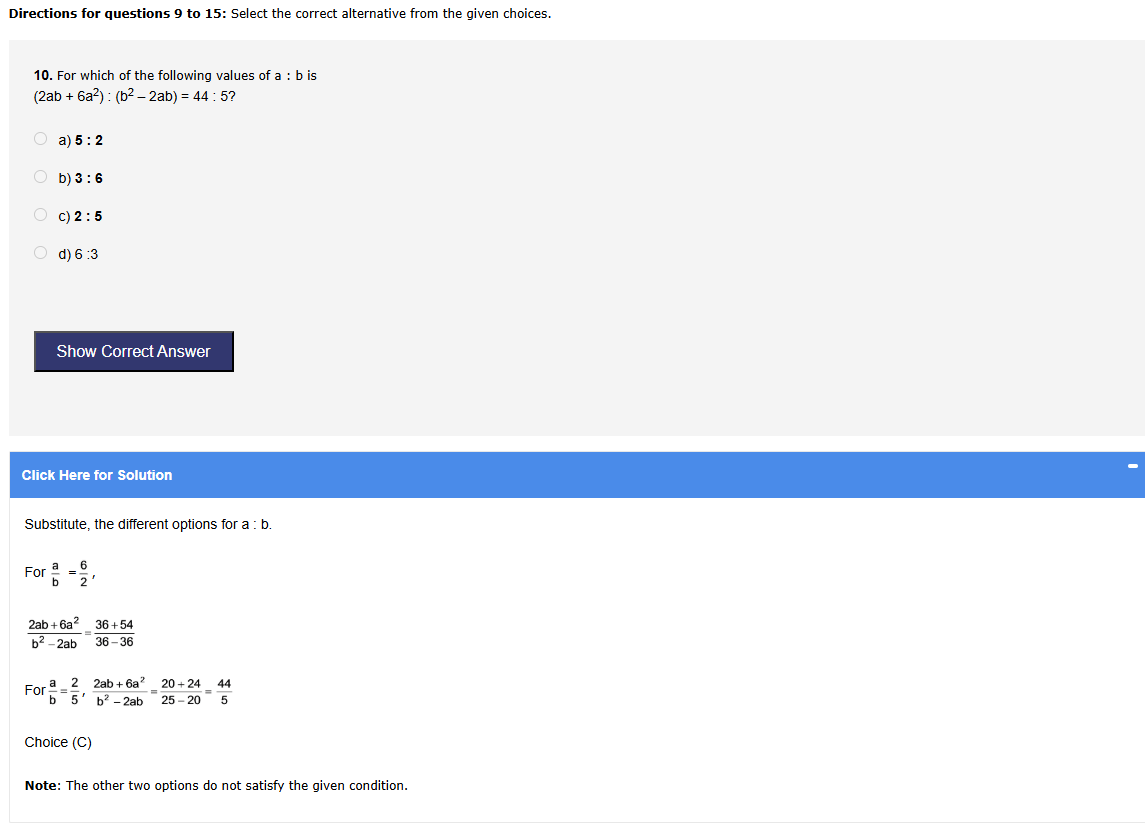 Directions for questions 9 to 15: Select the correct alternative from the given choices.
10. For which of the following values of a : b is
(2ab + 6a²) : (b² – 2ab) = 44 : 5?
a) 5 : 2
b) 3 : 6
c) 2 : 5
d) 6 :3
Show Correct Answer
Click Here for Solution
Substitute, the different options for a : b.
For a/b = 6/2,
(2ab + 6a²)/(b² – 2ab) = (36 + 54)/(36 – 36)
For a/b = 2/5, (2ab + 6a²)/(b² – 2ab) = (20 + 24)/(25 – 20) = 44/5
Choice (C)
Note: The other two options do not satisfy the given condition.